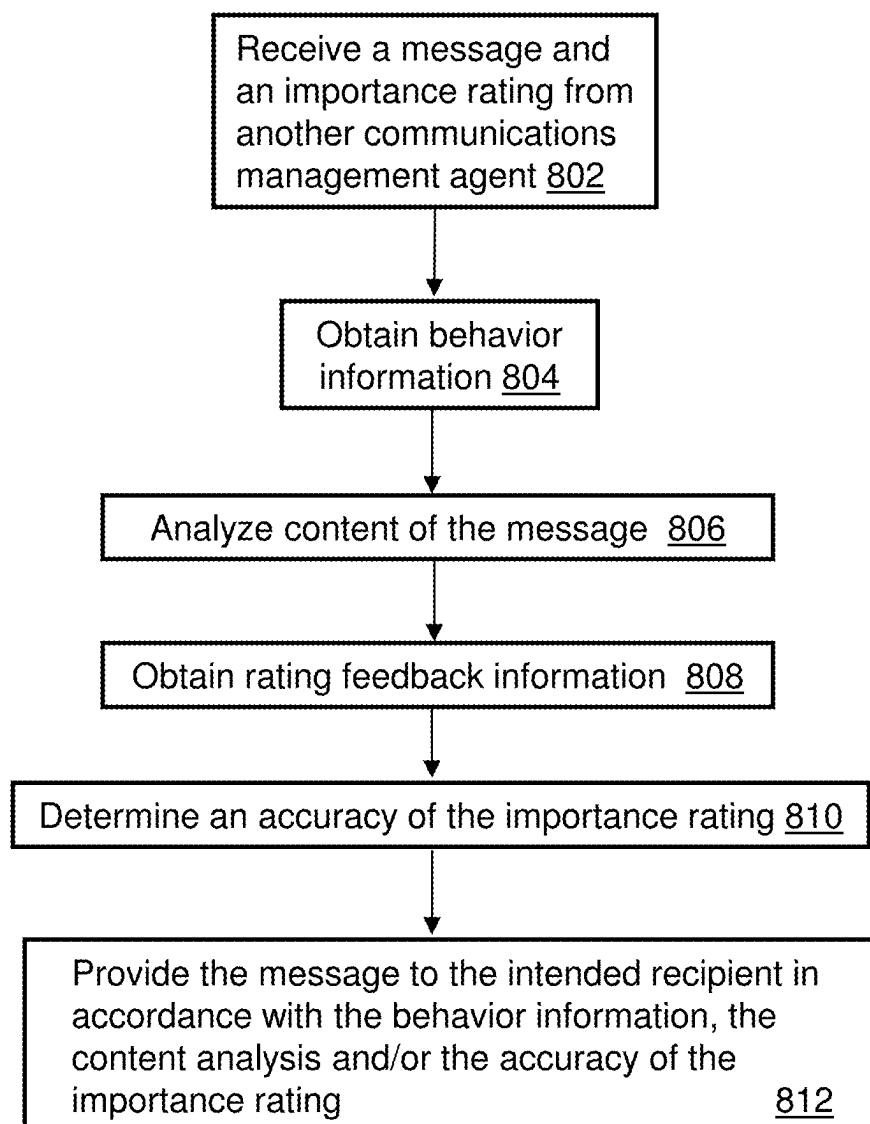 Receive a message and
an importance rating from
another communications
management agent 802
Obtain behavior
information 804
Analyze content of the message 806
Obtain rating feedback information 808
Determine an accuracy of the importance rating 810
Provide the message to the intended recipient in
accordance with the behavior information, the
content analysis and/or the accuracy of the
importance rating 812